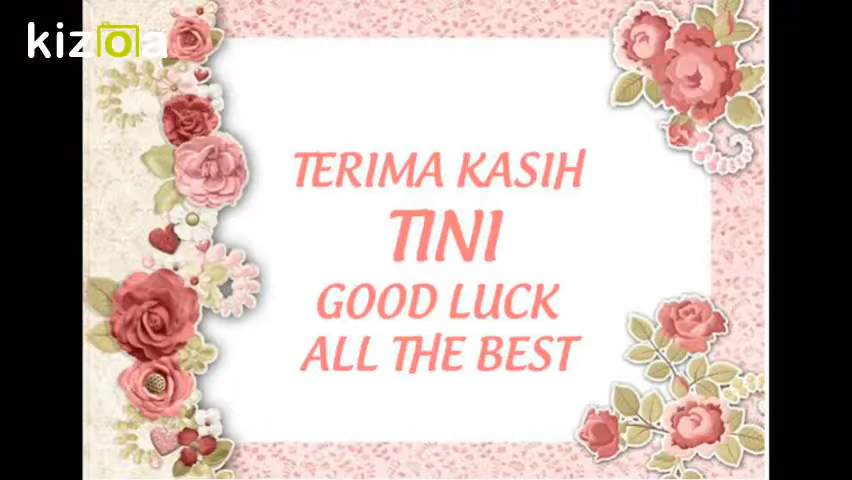 kizoa
TERIMA KASIH
TINI
GOOD LUCK
ALL THE BEST